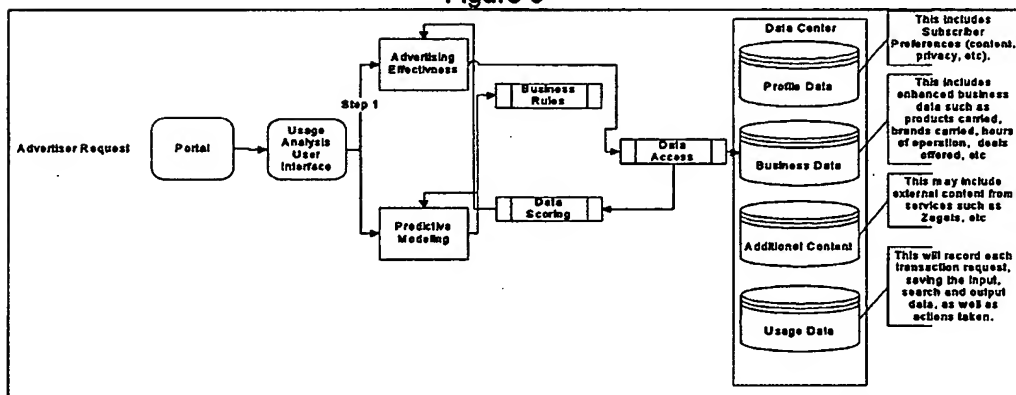 Data Center
This includes
Subscriber
Preferences (content,
privacy, etc).
Advertising
Effectivness
Profile Data
Step 1
Business
Rules
This includes
enhanced business
data such as
products carried,
brands carried, hours
of operation, deals
offered, etc
Advertiser Request
Portal
Usage
Analysis
User
Interface
Data
Access
Business Data
Predictive
Modeling
Data
Scoring
This may include
external content from
services such as
Zagats, etc
Additional Content
This will record each
transaction request,
saving the input,
search and output
data, as well as
actions taken.
Usage Data